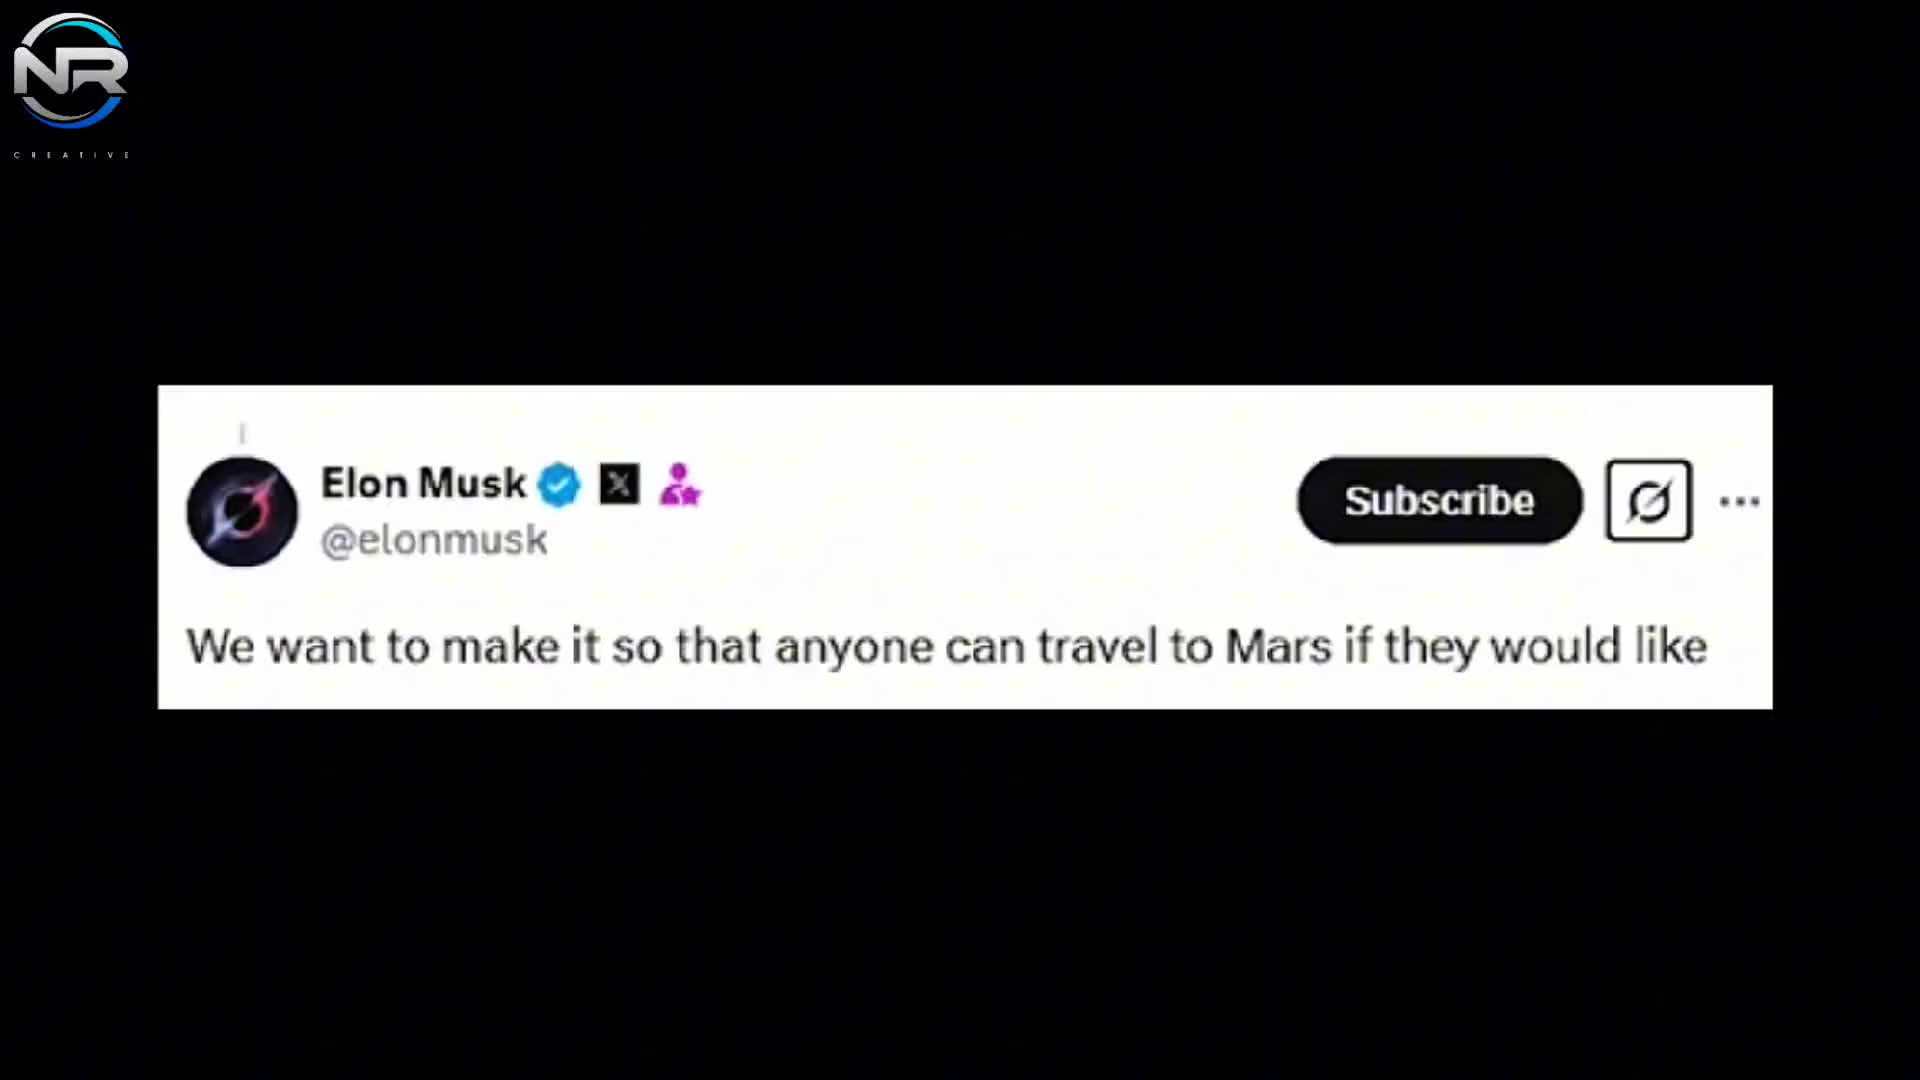 NR
CREATIVE
Elon Musk
@elonmusk
Subscribe
We want to make it so that anyone can travel to Mars if they would like